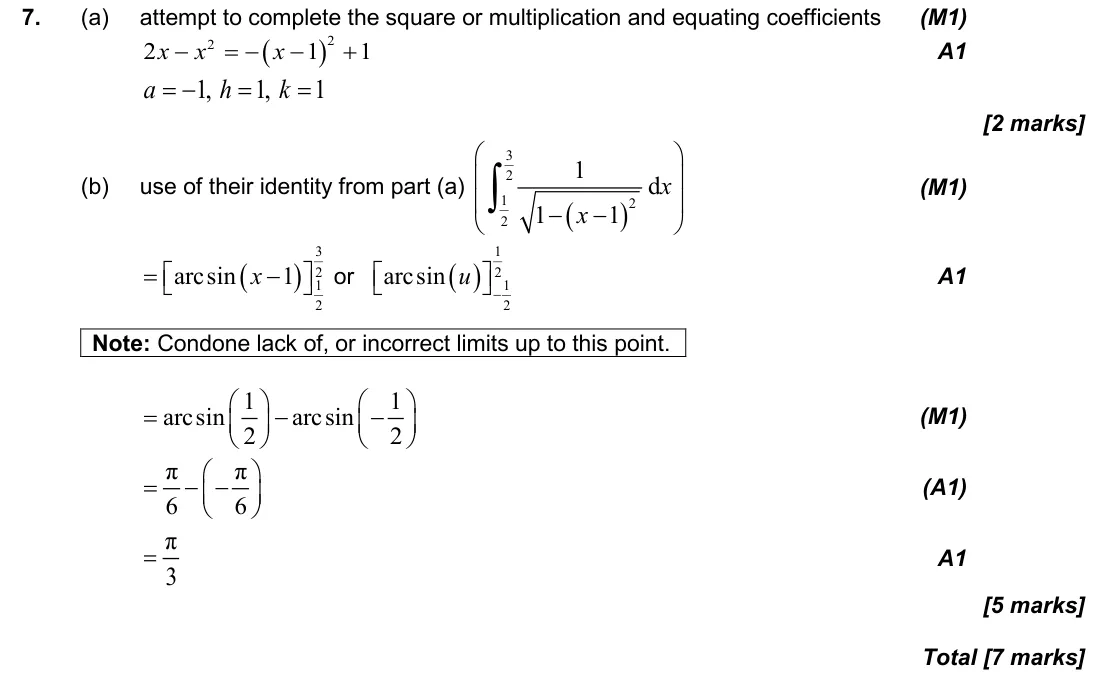 7. (a) attempt to complete the square or multiplication and equating coefficients (M1)
2x − x² = −(x − 1)² + 1 A1
a = −1, h = 1, k = 1
[2 marks]
(b) use of their identity from part (a) (∫_{1/2}^{3/2} 1/√(1 − (x − 1)²) dx) (M1)
= [arcsin(x − 1)]_{1/2}^{3/2} or [arcsin(u)]_{−1/2}^{1/2} A1
Note: Condone lack of, or incorrect limits up to this point.
= arcsin(1/2) − arcsin(−1/2) (M1)
= π/6 − (−π/6) (A1)
= π/3 A1
[5 marks]
Total [7 marks]